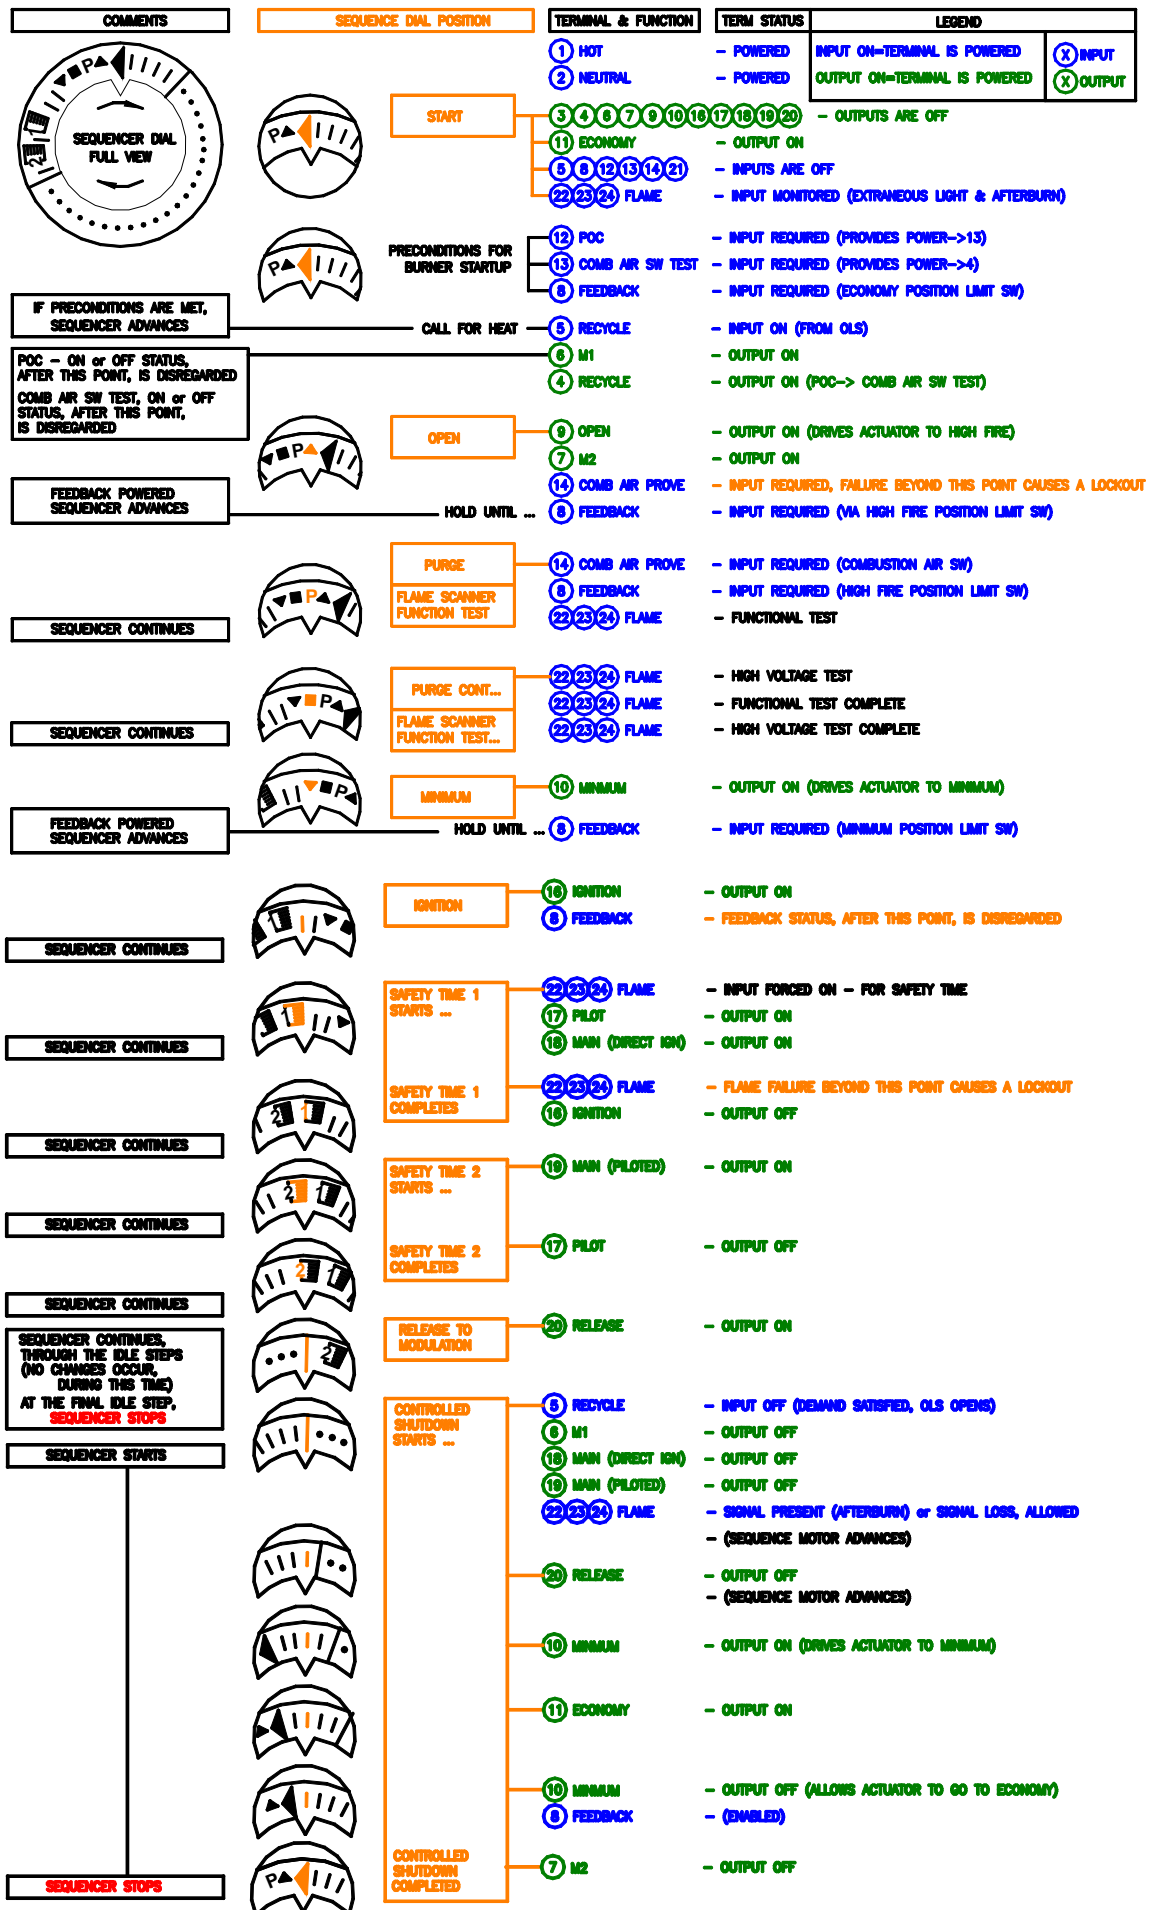 COMMENTS
SEQUENCE DIAL POSITION
TERMINAL & FUNCTION
TERM STATUS
LEGEND
1 HOT - POWERED
INPUT ON=TERMINAL IS POWERED
X INPUT
2 NEUTRAL - POWERED
OUTPUT ON=TERMINAL IS POWERED
X OUTPUT
P
SEQUENCER DIAL
FULL VIEW
1
2
P
START
3 4 6 7 9 10 16 17 18 19 20 - OUTPUTS ARE OFF
11 ECONOMY - OUTPUT ON
5 8 12 13 14 21 - INPUTS ARE OFF
22 23 24 FLAME - INPUT MONITORED (EXTRANEOUS LIGHT & AFTERBURN)
P
PRECONDITIONS FOR
BURNER STARTUP
12 POC - INPUT REQUIRED (PROVIDES POWER->13)
13 COMB AIR SW TEST - INPUT REQUIRED (PROVIDES POWER->4)
8 FEEDBACK - INPUT REQUIRED (ECONOMY POSITION LIMIT SW)
IF PRECONDITIONS ARE MET,
SEQUENCER ADVANCES
CALL FOR HEAT
5 RECYCLE - INPUT ON (FROM OLS)
POC - ON or OFF STATUS,
AFTER THIS POINT, IS DISREGARDED
COMB AIR SW TEST, ON or OFF
STATUS, AFTER THIS POINT,
IS DISREGARDED
6 M1 - OUTPUT ON
4 RECYCLE - OUTPUT ON (POC-> COMB AIR SW TEST)
P
OPEN
9 OPEN - OUTPUT ON (DRIVES ACTUATOR TO HIGH FIRE)
7 M2 - OUTPUT ON
14 COMB AIR PROVE - INPUT REQUIRED, FAILURE BEYOND THIS POINT CAUSES A LOCKOUT
FEEDBACK POWERED
SEQUENCER ADVANCES
HOLD UNTIL ...
8 FEEDBACK - INPUT REQUIRED (VIA HIGH FIRE POSITION LIMIT SW)
P
PURGE
FLAME SCANNER
FUNCTION TEST
14 COMB AIR PROVE - INPUT REQUIRED (COMBUSTION AIR SW)
8 FEEDBACK - INPUT REQUIRED (HIGH FIRE POSITION LIMIT SW)
22 23 24 FLAME - FUNCTIONAL TEST
SEQUENCER CONTINUES
P
PURGE CONT...
FLAME SCANNER
FUNCTION TEST...
22 23 24 FLAME - HIGH VOLTAGE TEST
22 23 24 FLAME - FUNCTIONAL TEST COMPLETE
22 23 24 FLAME - HIGH VOLTAGE TEST COMPLETE
SEQUENCER CONTINUES
P
MINIMUM
10 MINMUM - OUTPUT ON (DRIVES ACTUATOR TO MINIMUM)
FEEDBACK POWERED
SEQUENCER ADVANCES
HOLD UNTIL ...
8 FEEDBACK - INPUT REQUIRED (MINIMUM POSITION LIMIT SW)
1
IGNITION
16 IGNITION - OUTPUT ON
8 FEEDBACK - FEEDBACK STATUS, AFTER THIS POINT, IS DISREGARDED
SEQUENCER CONTINUES
1
SAFETY TIME 1
STARTS ...
22 23 24 FLAME - INPUT FORCED ON - FOR SAFETY TIME
17 PILOT - OUTPUT ON
18 MAIN (DIRECT IGN) - OUTPUT ON
SEQUENCER CONTINUES
2 1
SAFETY TIME 1
COMPLETES
22 23 24 FLAME - FLAME FAILURE BEYOND THIS POINT CAUSES A LOCKOUT
16 IGNITION - OUTPUT OFF
SEQUENCER CONTINUES
2 1
SAFETY TIME 2
STARTS ...
19 MAIN (PILOTED) - OUTPUT ON
SEQUENCER CONTINUES
2 1
SAFETY TIME 2
COMPLETES
17 PILOT - OUTPUT OFF
SEQUENCER CONTINUES
2
RELEASE TO
MODULATION
20 RELEASE - OUTPUT ON
SEQUENCER CONTINUES,
THROUGH THE IDLE STEPS
(NO CHANGES OCCUR,
DURING THIS TIME)
AT THE FINAL IDLE STEP,
SEQUENCER STOPS
CONTROLLED
SHUTDOWN
STARTS ...
5 RECYCLE - INPUT OFF (DEMAND SATISFIED, OLS OPENS)
6 M1 - OUTPUT OFF
SEQUENCER STARTS
18 MAIN (DIRECT IGN) - OUTPUT OFF
19 MAIN (PILOTED) - OUTPUT OFF
22 23 24 FLAME - SIGNAL PRESENT (AFTERBURN) or SIGNAL LOSS, ALLOWED
- (SEQUENCE MOTOR ADVANCES)
20 RELEASE - OUTPUT OFF
- (SEQUENCE MOTOR ADVANCES)
10 MINMUM - OUTPUT ON (DRIVES ACTUATOR TO MINIMUM)
11 ECONOMY - OUTPUT ON
10 MINMUM - OUTPUT OFF (ALLOWS ACTUATOR TO GO TO ECONOMY)
8 FEEDBACK - (ENABLED)
P
CONTROLLED
SHUTDOWN
COMPLETED
7 M2 - OUTPUT OFF
SEQUENCER STOPS